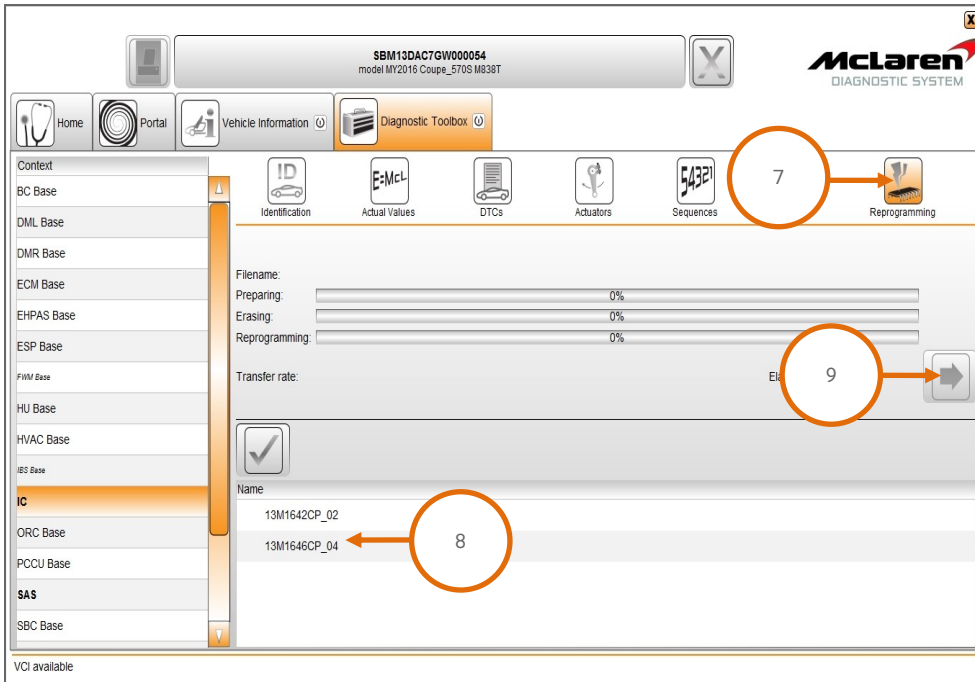 X
SBM13DAC7GW000054
model MY2016 Coupe_570S M838T
McLaren
DIAGNOSTIC SYSTEM
Home
Portal
Vehicle Information
Diagnostic Toolbox
Context
BC Base
DML Base
DMR Base
ECM Base
EHPAS Base
ESP Base
FWM Base
HU Base
HVAC Base
IBS Base
IC
ORC Base
PCCU Base
SAS
SBC Base
ID
Identification
E=McL
Actual Values
DTCs
Actuators
54321
Sequences
7
Reprogramming
Filename:
Preparing: 0%
Erasing: 0%
Reprogramming: 0%
Transfer rate:
9
Name
13M1642CP_02
13M1646CP_04
8
VCI available